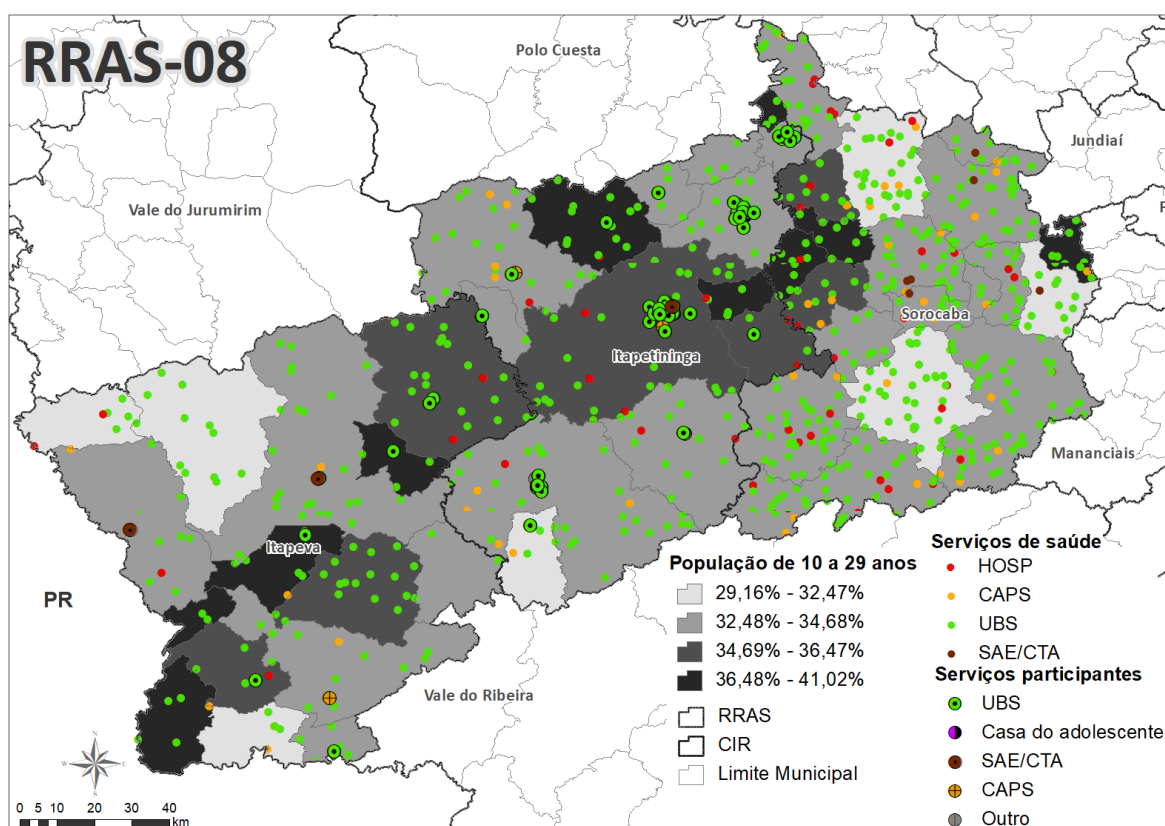 RRAS-08
Polo Cuesta
Jundiaí
Vale do Jurumirim
Sorocaba
Itapetininga
Mananciais
Itapeva
PR
Vale do Ribeira
População de 10 a 29 anos
29,16% - 32,47%
32,48% - 34,68%
34,69% - 36,47%
36,48% - 41,02%
RRAS
CIR
Limite Municipal
Serviços de saúde
HOSP
CAPS
UBS
SAE/CTA
Serviços participantes
UBS
Casa do adolescente
SAE/CTA
CAPS
Outro
N
W
E
S
0 5 10 20 30 40
km